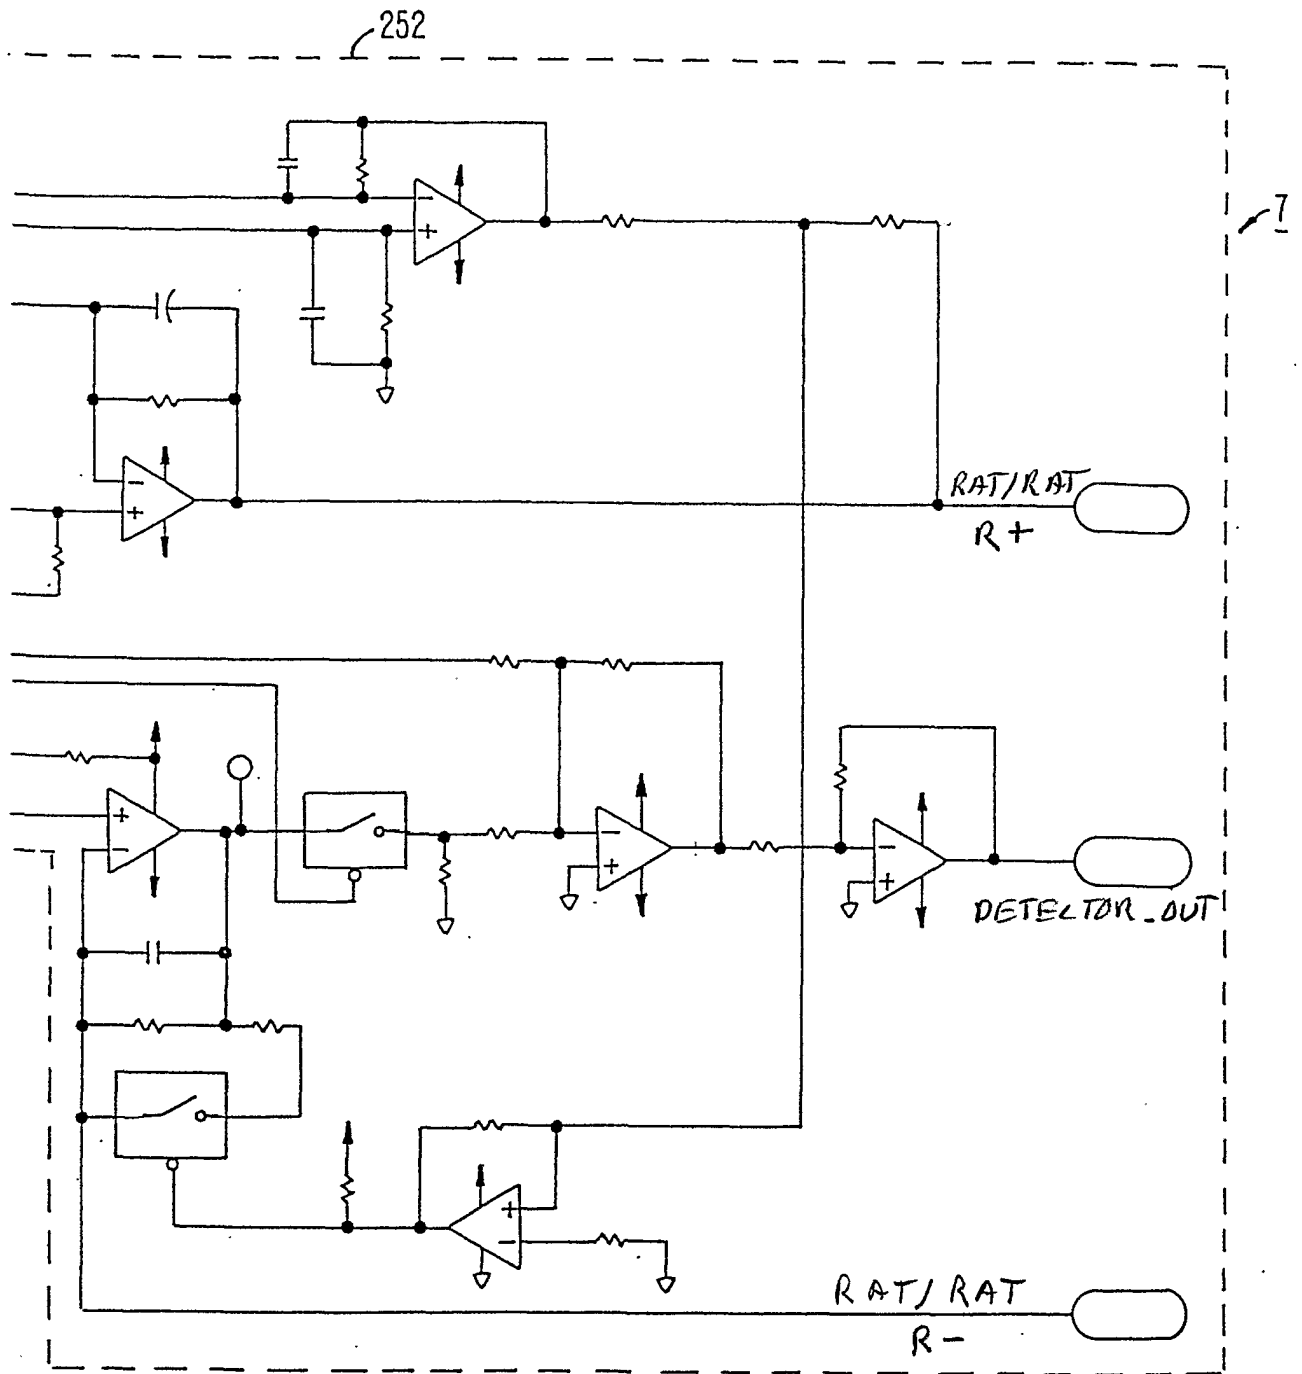 252
7
-
+
-
+
RAT/RAT
R+
+
-
-
+
-
+
DETECTOR_OUT
+
-
RAT/RAT
R-